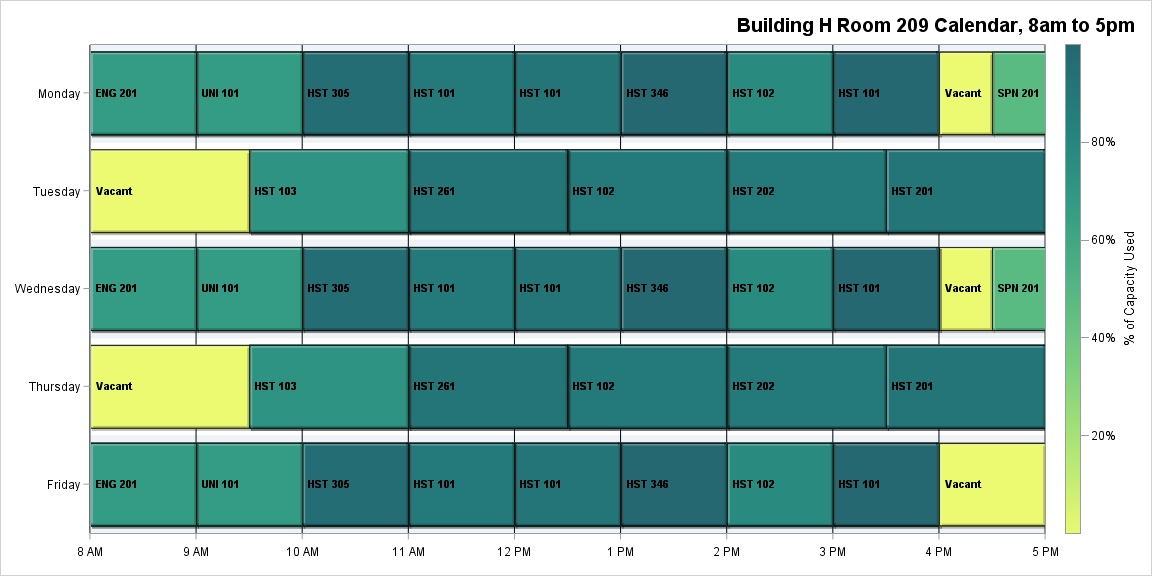 Building H Room 209 Calendar, 8am to 5pm
Monday ENG 201 UNI 101 HST 305 HST 101 HST 101 HST 346 HST 102 HST 101 Vacant SPN 201
80%
Tuesday Vacant HST 103 HST 261 HST 102 HST 202 HST 201
60%
Wednesday ENG 201 UNI 101 HST 305 HST 101 HST 101 HST 346 HST 102 HST 101 Vacant SPN 201
% of Capacity Used
40%
Thursday Vacant HST 103 HST 261 HST 102 HST 202 HST 201
20%
Friday ENG 201 UNI 101 HST 305 HST 101 HST 101 HST 346 HST 102 HST 101 Vacant
8 AM 9 AM 10 AM 11 AM 12 PM 1 PM 2 PM 3 PM 4 PM 5 PM